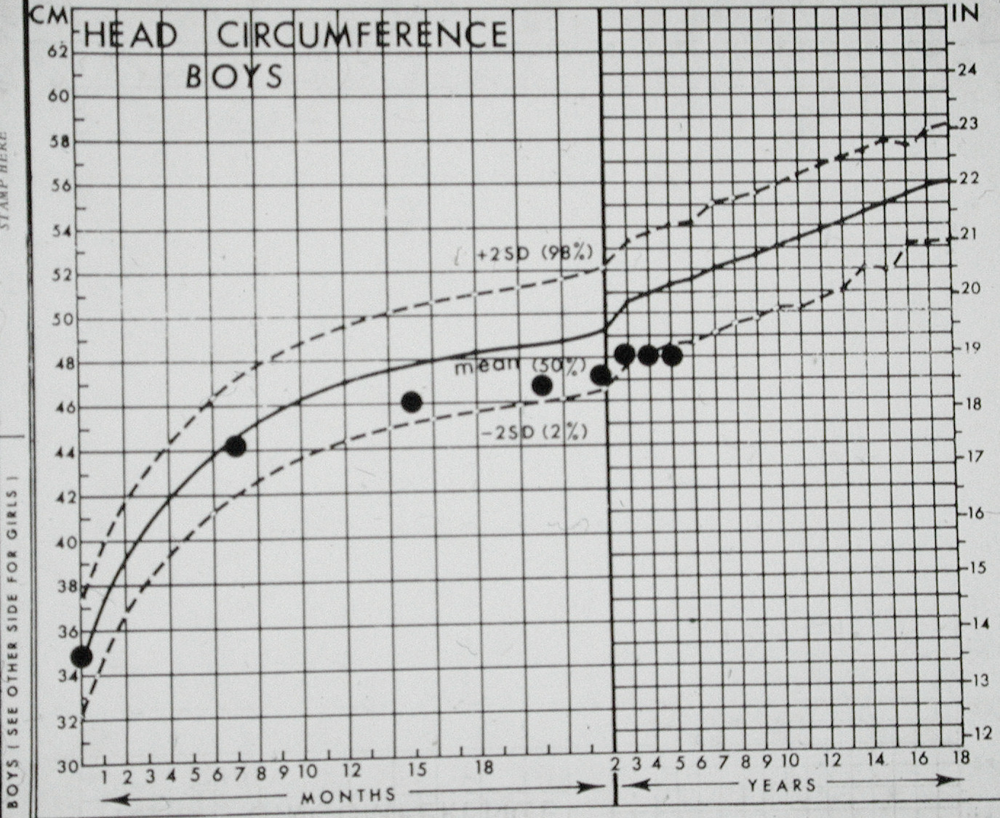 CM
IN
HEAD CIRCUMFERENCE
BOYS
62
60
58
56
54
52
50
48
46
44
42
40
38
36
34
32
30
24
23
22
21
20
19
18
17
16
15
14
13
12
+2SD (98%)
mean (50%)
-2SD (2%)
1 2 3 4 5 6 7 8 9 10 12 15 18
2 3 4 5 6 7 8 9 10 12 14 16 18
MONTHS
YEARS
STAMP HERE
BOYS ( SEE OTHER SIDE FOR GIRLS )